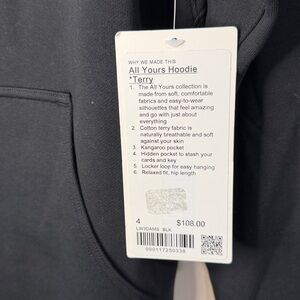 WHY WE MADE THIS
All Yours Hoodie
*Terry
1. The All Yours collection is
made from soft, comfortable
fabrics and easy-to-wear
silhouettes that feel amazing
and go with just about
everything
2. Cotton terry fabric is
naturally breathable and soft
against your skin
3. Kangaroo pocket
4. Hidden pocket to stash your
cards and key
5. Locker loop for easy hanging
6. Relaxed fit, hip length
4 $108.00
LW3DAMS BLK
000117250338